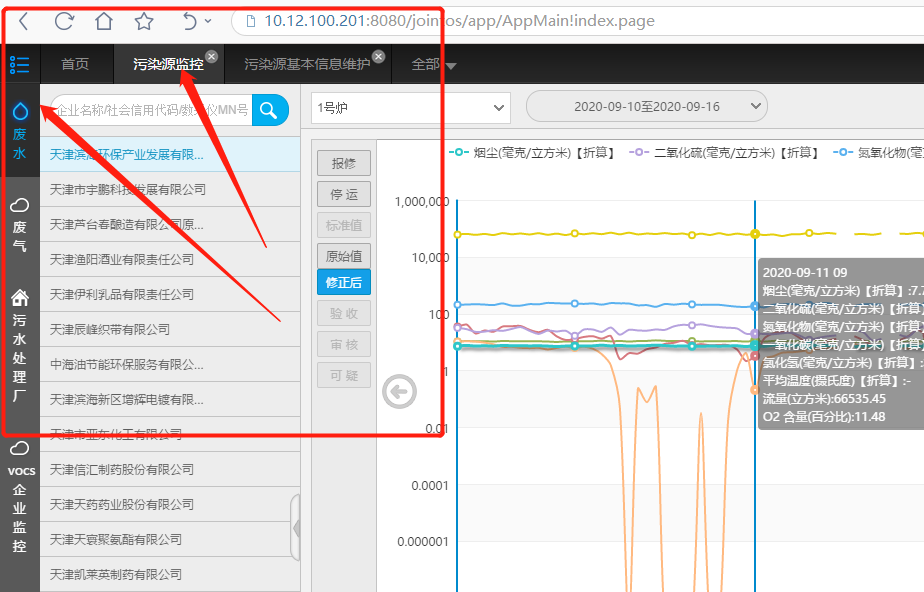 10.12.100.201:8080/jointfos/app/AppMain!index.page
首页
污染源监控
污染源基本信息维护
全部
企业名称/社会信用代码/数采仪MN号
1号炉
2020-09-10至2020-09-16
废水
废气
污水处理厂
VOCS企业监控
天津滨海环保产业发展有限...
天津市宇鹏科技发展有限公司
天津芦台春酿造有限公司原...
天津渔阳酒业有限责任公司
天津伊利乳品有限责任公司
天津辰峰织带有限公司
中海油节能环保服务有限公...
天津滨海新区增辉电镀有限...
天津市亚东化工有限公司
天津信汇制药股份有限公司
天津天药药业股份有限公司
天津天寰聚氨酯有限公司
天津凯莱英制药有限公司
报修
停运
标准值
原始值
修正后
验收
审核
可疑
烟尘(毫克/立方米)【折算】
二氧化硫(毫克/立方米)【折算】
氮氧化物(毫
1,000,000
10,000
100
1
0.01
0.0001
0.000001
2020-09-11 09
烟尘(毫克/立方米)【折算】:7.7
二氧化硫(毫克/立方米)【折算】
氮氧化物(毫克/立方米)【折算】
一氧化碳(毫克/立方米)【折算】
氯化氢(毫克/立方米)【折算】:
平均温度(摄氏度)【折算】:-
流量(立方米):66535.45
O2 含量(百分比):11.48